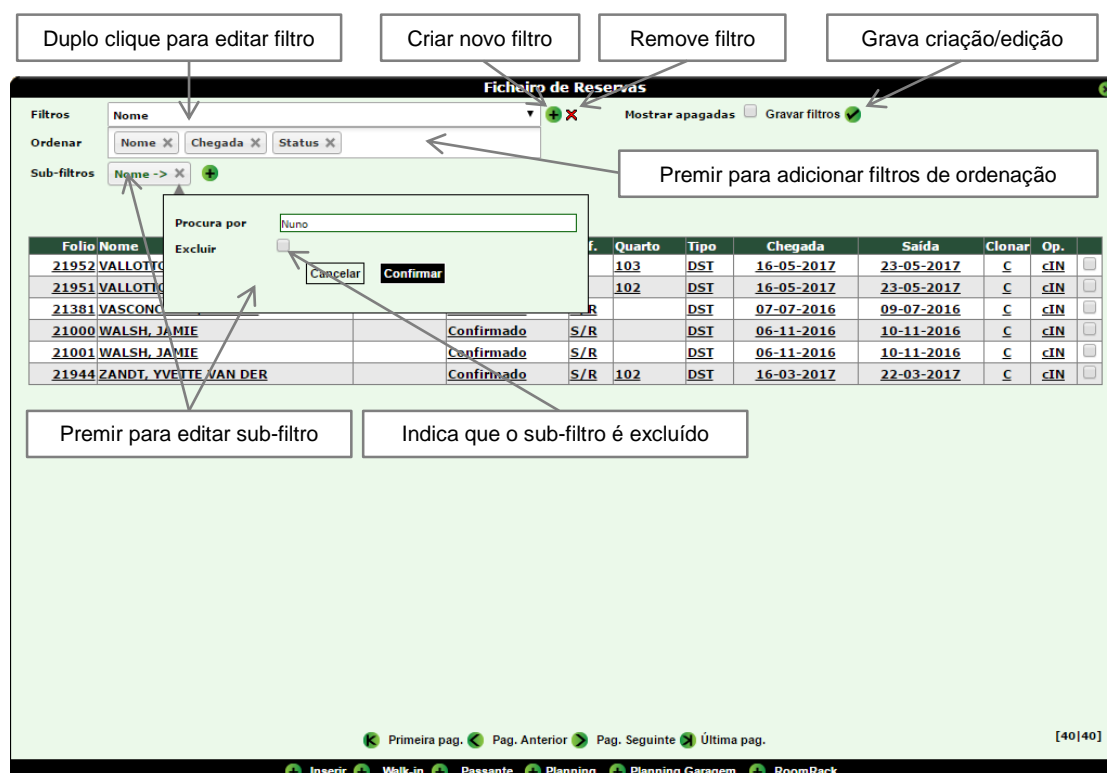 Duplo clique para editar filtro Criar novo filtro Remove filtro Grava criação/edição
Ficheiro de Reservas
Filtros Nome Mostrar apagadas Gravar filtros
Ordenar Nome Chegada Status
Premir para adicionar filtros de ordenação
Sub-filtros Nome ->
Procura por Nuno
Excluir
Cancelar Confirmar
Folio Nome f. Quarto Tipo Chegada Saída Clonar Op.
21952 VALLOTTO 103 DST 16-05-2017 23-05-2017 C cIN
21951 VALLOTTO 102 DST 16-05-2017 23-05-2017 C cIN
21381 VASCONC R DST 07-07-2016 09-07-2016 C cIN
21000 WALSH, JAMIE Confirmado S/R DST 06-11-2016 10-11-2016 C cIN
21001 WALSH, JAMIE Confirmado S/R DST 06-11-2016 10-11-2016 C cIN
21944 ZANDT, YVETTE VAN DER Confirmado S/R 102 DST 16-03-2017 22-03-2017 C cIN
Premir para editar sub-filtro Indica que o sub-filtro é excluído
Primeira pag. Pag. Anterior Pag. Seguinte Última pag. [40|40]
Inserir Walk-in Passante Planning Planning Garagem RoomRack